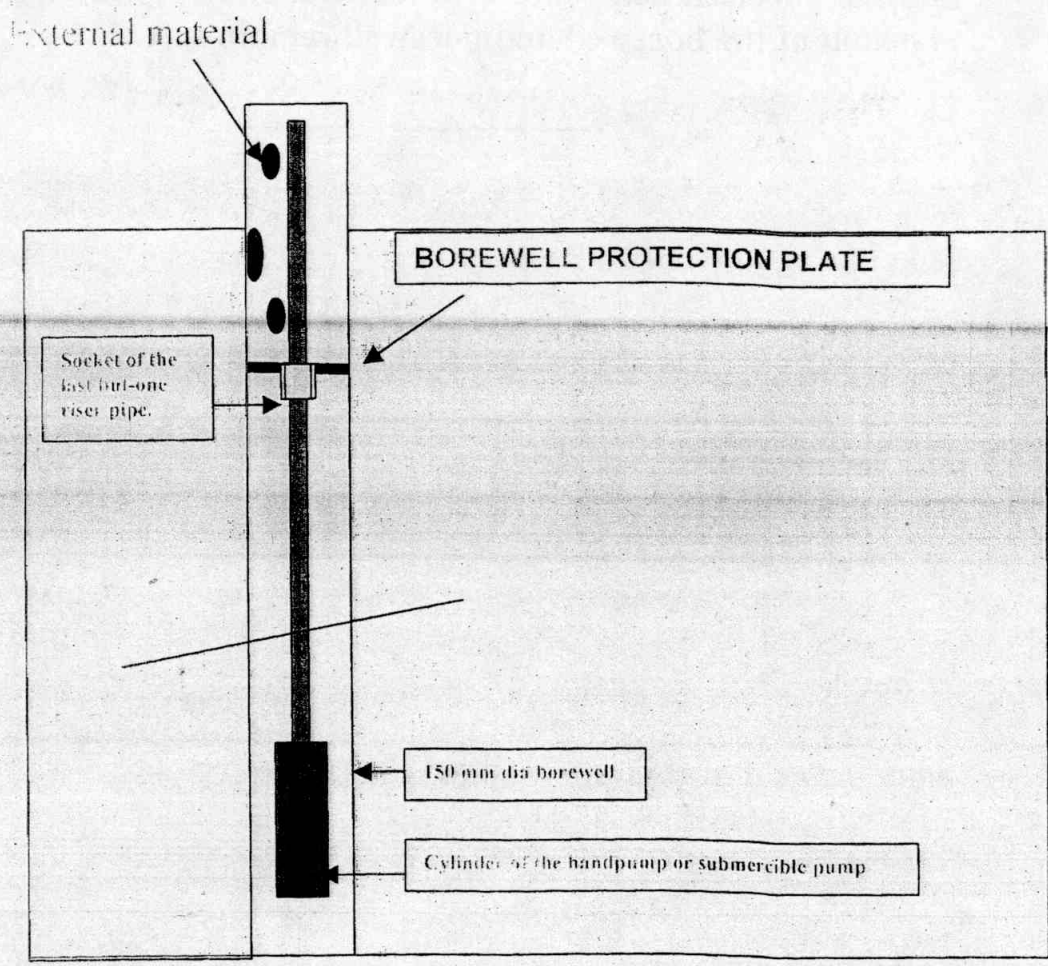 External material
BOREWELL PROTECTION PLATE
Socket of the
last but-one
riser pipe.
150 mm dia borewell
Cylinder of the handpump or submercible pump